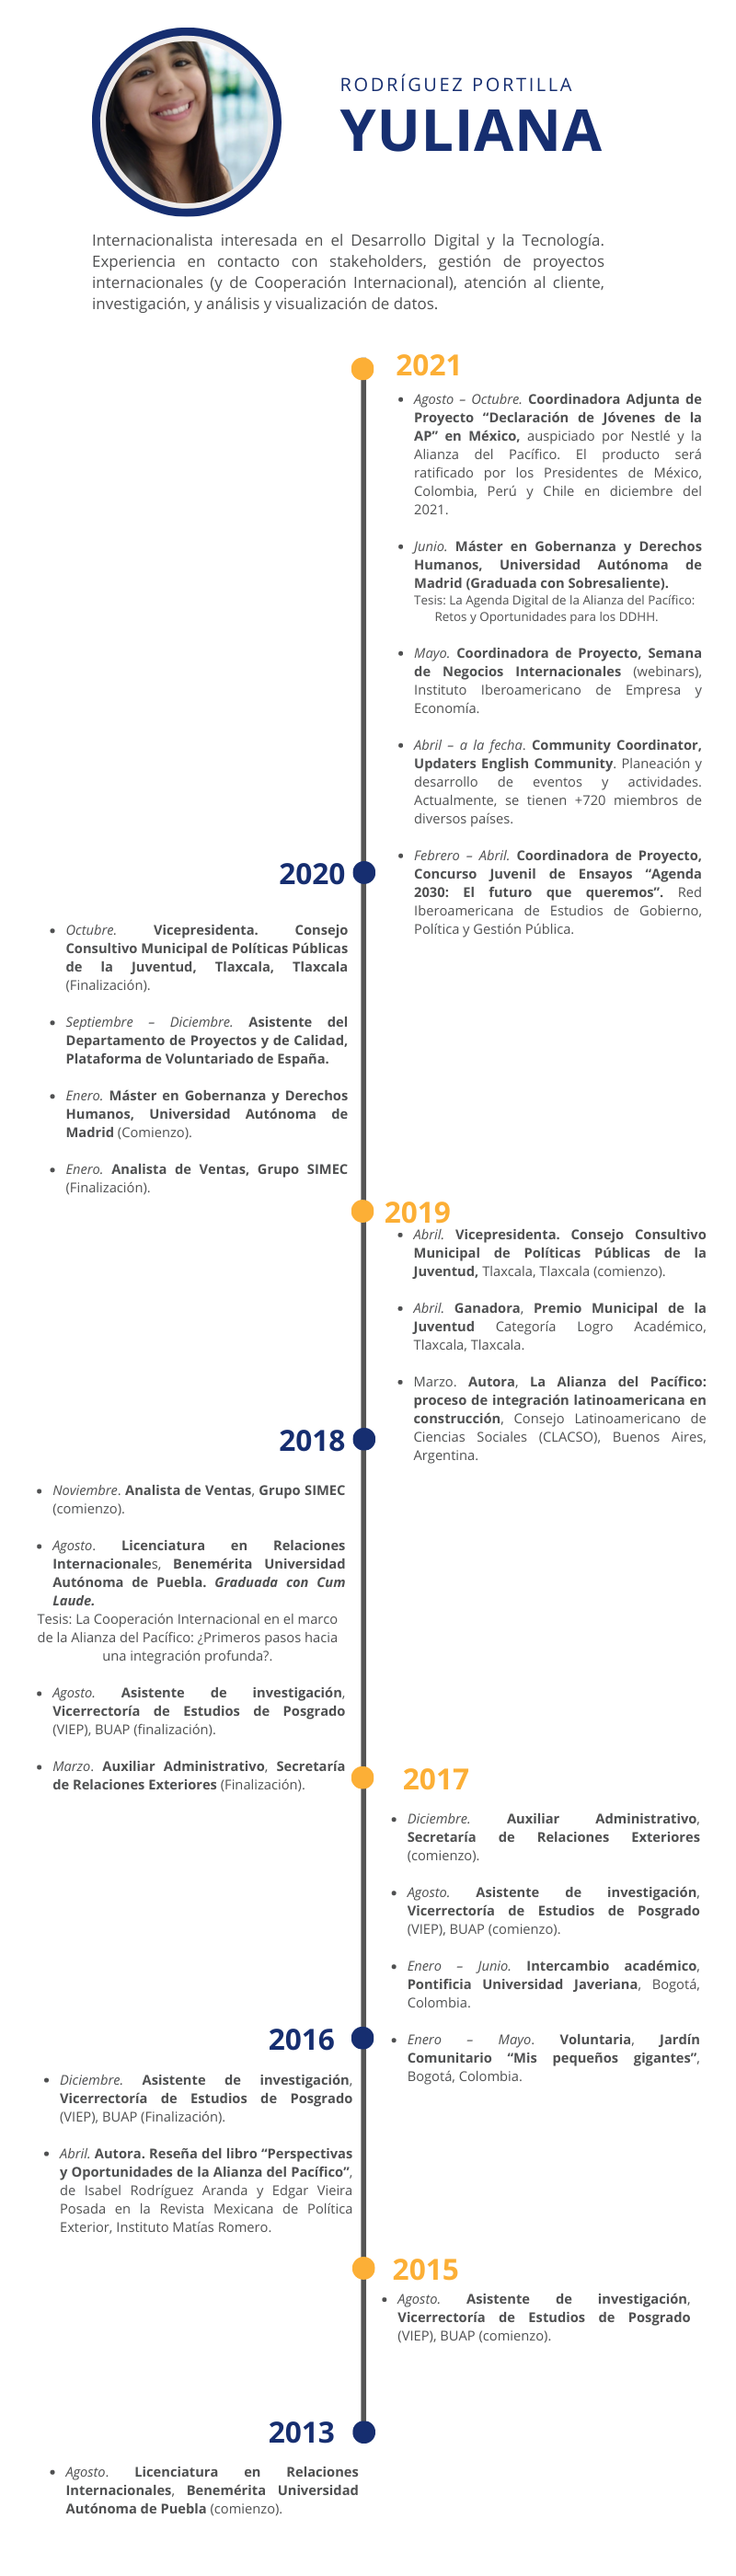 RODRÍGUEZ PORTILLA
YULIANA
Internacionalista interesada en el Desarrollo Digital y la Tecnología.
Experiencia en contacto con stakeholders, gestión de proyectos
internacionales (y de Cooperación Internacional), atención al cliente,
investigación, y análisis y visualización de datos.
2021
• Agosto – Octubre. Coordinadora Adjunta de
Proyecto “Declaración de Jóvenes de la
AP” en México, auspiciado por Nestlé y la
Alianza del Pacífico. El producto será
ratificado por los Presidentes de México,
Colombia, Perú y Chile en diciembre del
2021.
• Junio. Máster en Gobernanza y Derechos
Humanos, Universidad Autónoma de
Madrid (Graduada con Sobresaliente).
Tesis: La Agenda Digital de la Alianza del Pacífico:
Retos y Oportunidades para los DDHH.
• Mayo. Coordinadora de Proyecto, Semana
de Negocios Internacionales (webinars),
Instituto Iberoamericano de Empresa y
Economía.
• Abril – a la fecha. Community Coordinator,
Updaters English Community. Planeación y
desarrollo de eventos y actividades.
Actualmente, se tienen +720 miembros de
diversos países.
• Febrero – Abril. Coordinadora de Proyecto,
Concurso Juvenil de Ensayos “Agenda
2030: El futuro que queremos”. Red
Iberoamericana de Estudios de Gobierno,
Política y Gestión Pública.
2020
• Octubre. Vicepresidenta. Consejo
Consultivo Municipal de Políticas Públicas
de la Juventud, Tlaxcala, Tlaxcala
(Finalización).
• Septiembre – Diciembre. Asistente del
Departamento de Proyectos y de Calidad,
Plataforma de Voluntariado de España.
• Enero. Máster en Gobernanza y Derechos
Humanos, Universidad Autónoma de
Madrid (Comienzo).
• Enero. Analista de Ventas, Grupo SIMEC
(Finalización).
2019
• Abril. Vicepresidenta. Consejo Consultivo
Municipal de Políticas Públicas de la
Juventud, Tlaxcala, Tlaxcala (comienzo).
• Abril. Ganadora, Premio Municipal de la
Juventud Categoría Logro Académico,
Tlaxcala, Tlaxcala.
• Marzo. Autora, La Alianza del Pacífico:
proceso de integración latinoamericana en
construcción, Consejo Latinoamericano de
Ciencias Sociales (CLACSO), Buenos Aires,
Argentina.
2018
• Noviembre. Analista de Ventas, Grupo SIMEC
(comienzo).
• Agosto. Licenciatura en Relaciones
Internacionales, Benemérita Universidad
Autónoma de Puebla. Graduada con Cum
Laude.
Tesis: La Cooperación Internacional en el marco
de la Alianza del Pacífico: ¿Primeros pasos hacia
una integración profunda?.
• Agosto. Asistente de investigación,
Vicerrectoría de Estudios de Posgrado
(VIEP), BUAP (finalización).
• Marzo. Auxiliar Administrativo, Secretaría
de Relaciones Exteriores (Finalización).
2017
• Diciembre. Auxiliar Administrativo,
Secretaría de Relaciones Exteriores
(comienzo).
• Agosto. Asistente de investigación,
Vicerrectoría de Estudios de Posgrado
(VIEP), BUAP (comienzo).
• Enero – Junio. Intercambio académico,
Pontificia Universidad Javeriana, Bogotá,
Colombia.
• Enero – Mayo. Voluntaria, Jardín
Comunitario “Mis pequeños gigantes”,
Bogotá, Colombia.
2016
• Diciembre. Asistente de investigación,
Vicerrectoría de Estudios de Posgrado
(VIEP), BUAP (Finalización).
• Abril. Autora. Reseña del libro “Perspectivas
y Oportunidades de la Alianza del Pacífico”,
de Isabel Rodríguez Aranda y Edgar Vieira
Posada en la Revista Mexicana de Política
Exterior, Instituto Matías Romero.
2015
• Agosto. Asistente de investigación,
Vicerrectoría de Estudios de Posgrado
(VIEP), BUAP (comienzo).
2013
• Agosto. Licenciatura en Relaciones
Internacionales, Benemérita Universidad
Autónoma de Puebla (comienzo).